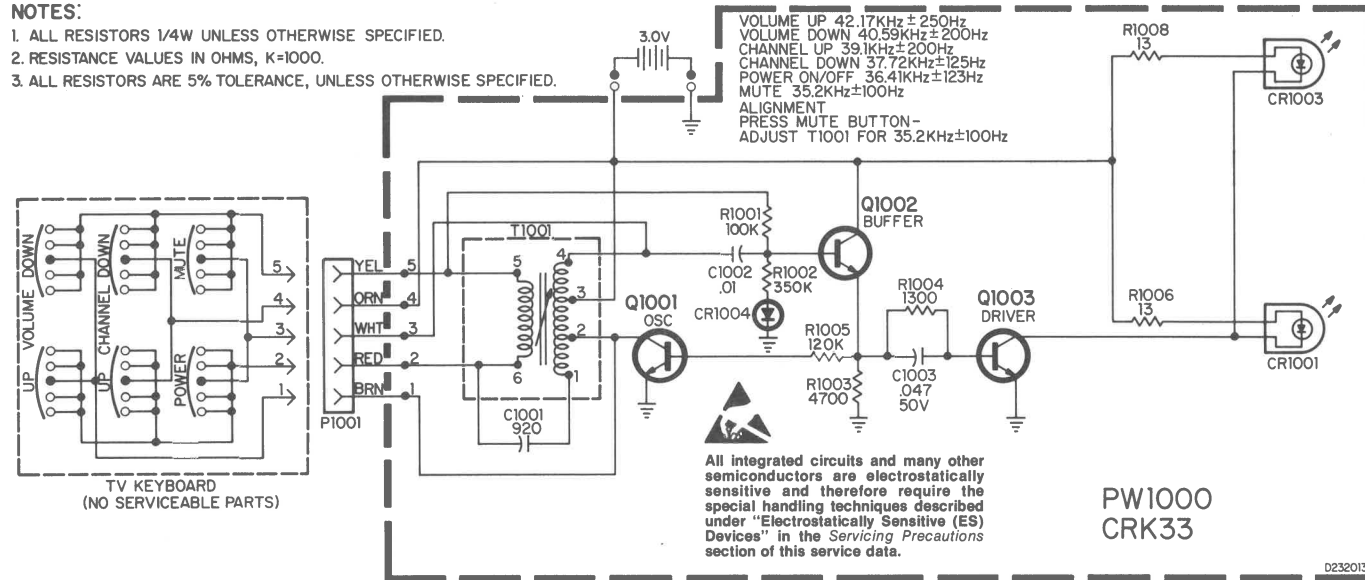 NOTES:
1. ALL RESISTORS 1/4W UNLESS OTHERWISE SPECIFIED.
2. RESISTANCE VALUES IN OHMS, K=1000.
3. ALL RESISTORS ARE 5% TOLERANCE, UNLESS OTHERWISE SPECIFIED.
3.0V
VOLUME UP 42.17KHz±250Hz
VOLUME DOWN 40.59KHz±200Hz
CHANNEL UP 39.1KHz±200Hz
CHANNEL DOWN 37.72KHz±125Hz
POWER ON/OFF 36.41KHz±123Hz
MUTE 35.2KHz±100Hz
ALIGNMENT
PRESS MUTE BUTTON-
ADJUST T1001 FOR 35.2KHz±100Hz
R1008
13
CR1003
UP VOLUME DOWN
UP CHANNEL DOWN
MUTE
POWER
5
4
3
2
1
TV KEYBOARD
(NO SERVICEABLE PARTS)
P1001
YEL 5
ORN 4
WHT 3
RED 2
BRN 1
T1001
5
6
4
3
2
1
C1001
920
Q1001
OSC
R1001
100K
C1002
.01
R1002
350K
CR1004
Q1002
BUFFER
R1005
120K
R1003
4700
R1004
1300
C1003
.047
50V
Q1003
DRIVER
R1006
13
CR1001
All integrated circuits and many other
semiconductors are electrostatically
sensitive and therefore require the
special handling techniques described
under "Electrostatically Sensitive (ES)
Devices" in the Servicing Precautions
section of this service data.
PW1000
CRK33
D232013